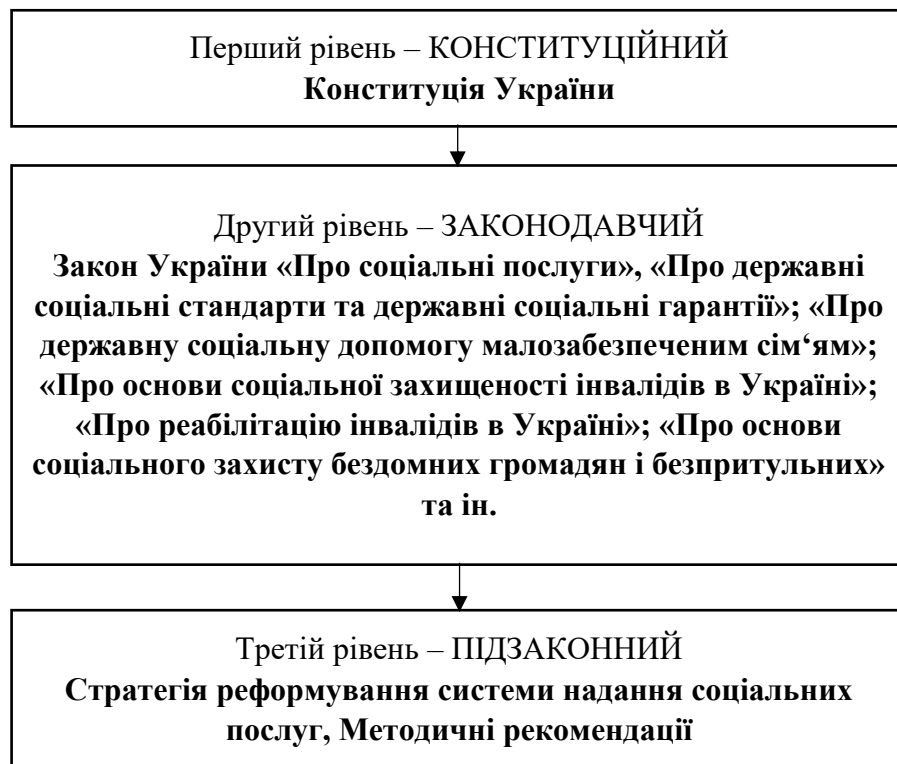 Перший рівень – КОНСТИТУЦІЙНИЙ
Конституція України
Другий рівень – ЗАКОНОДАВЧИЙ
Закон України «Про соціальні послуги», «Про державні
соціальні стандарти та державні соціальні гарантії»; «Про
державну соціальну допомогу малозабезпеченим сім‘ям»;
«Про основи соціальної захищеності інвалідів в Україні»;
«Про реабілітацію інвалідів в Україні»; «Про основи
соціального захисту бездомних громадян і безпритульних»
та ін.
Третій рівень – ПІДЗАКОННИЙ
Стратегія реформування системи надання соціальних
послуг, Методичні рекомендації